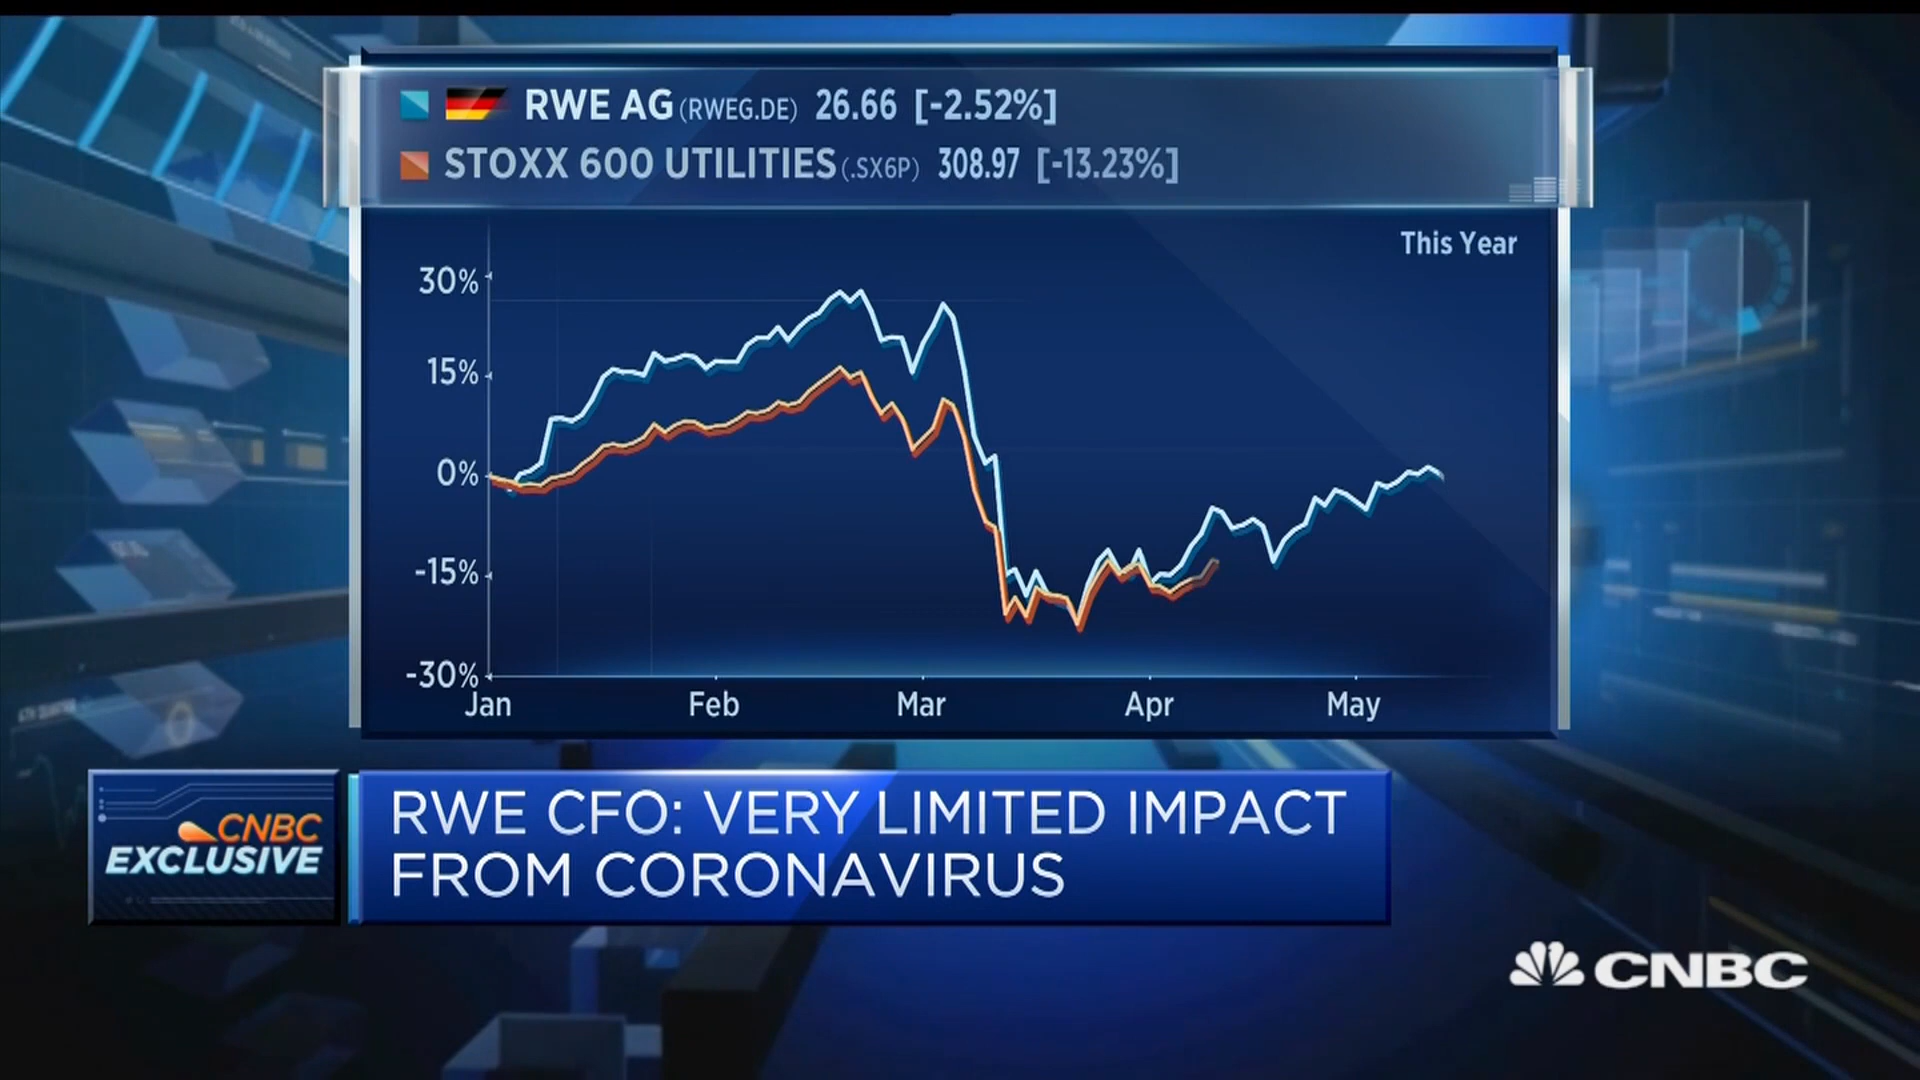 RWE AG (RWEG.DE) 26.66 [-2.52%]
STOXX 600 UTILITIES (.SX6P) 308.97 [-13.23%]
This Year
30%
15%
0%
-15%
-30%
Jan Feb Mar Apr May
CNBC
EXCLUSIVE
RWE CFO: VERY LIMITED IMPACT
FROM CORONAVIRUS
CNBC